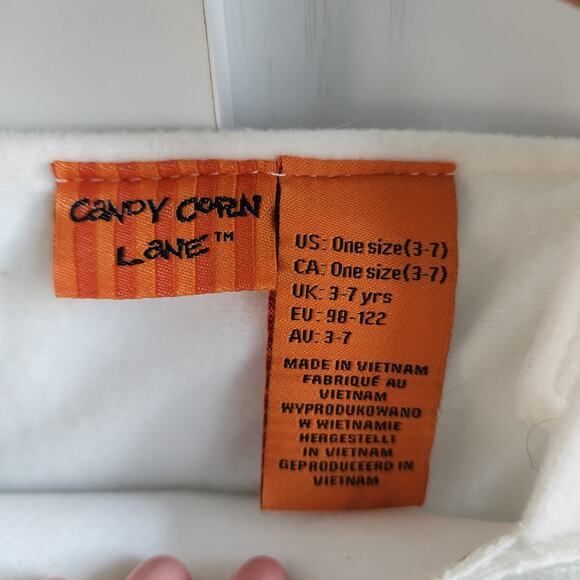 CANDY CORN
LANE™
US: One size(3-7)
CA: One size(3-7)
UK: 3-7 yrs
EU: 98-122
AU: 3-7
MADE IN VIETNAM
FABRIQUÉ AU
VIETNAM
WYPRODUKOWANO
W WIETNAMIE
HERGESTELLT
IN VIETNAM
GEPRODUCEERD IN
VIETNAM